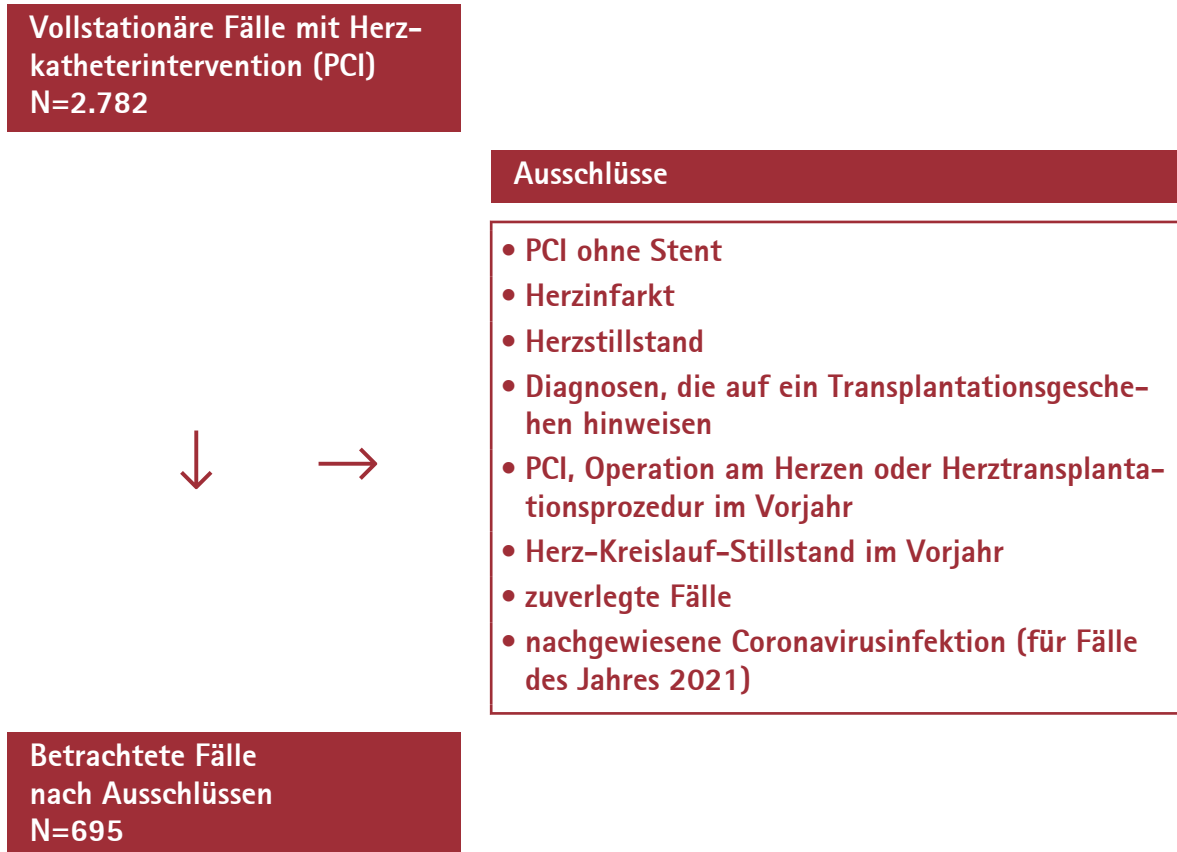 Vollstationäre Fälle mit Herz-
katheterintervention (PCI)
N=2.782
Ausschlüsse
• PCI ohne Stent
• Herzinfarkt
• Herzstillstand
• Diagnosen, die auf ein Transplantationsgesche-
hen hinweisen
• PCI, Operation am Herzen oder Herztransplanta-
tionsprozedur im Vorjahr
• Herz-Kreislauf-Stillstand im Vorjahr
• zuverlegte Fälle
• nachgewiesene Coronavirusinfektion (für Fälle
des Jahres 2021)
Betrachtete Fälle
nach Ausschlüssen
N=695